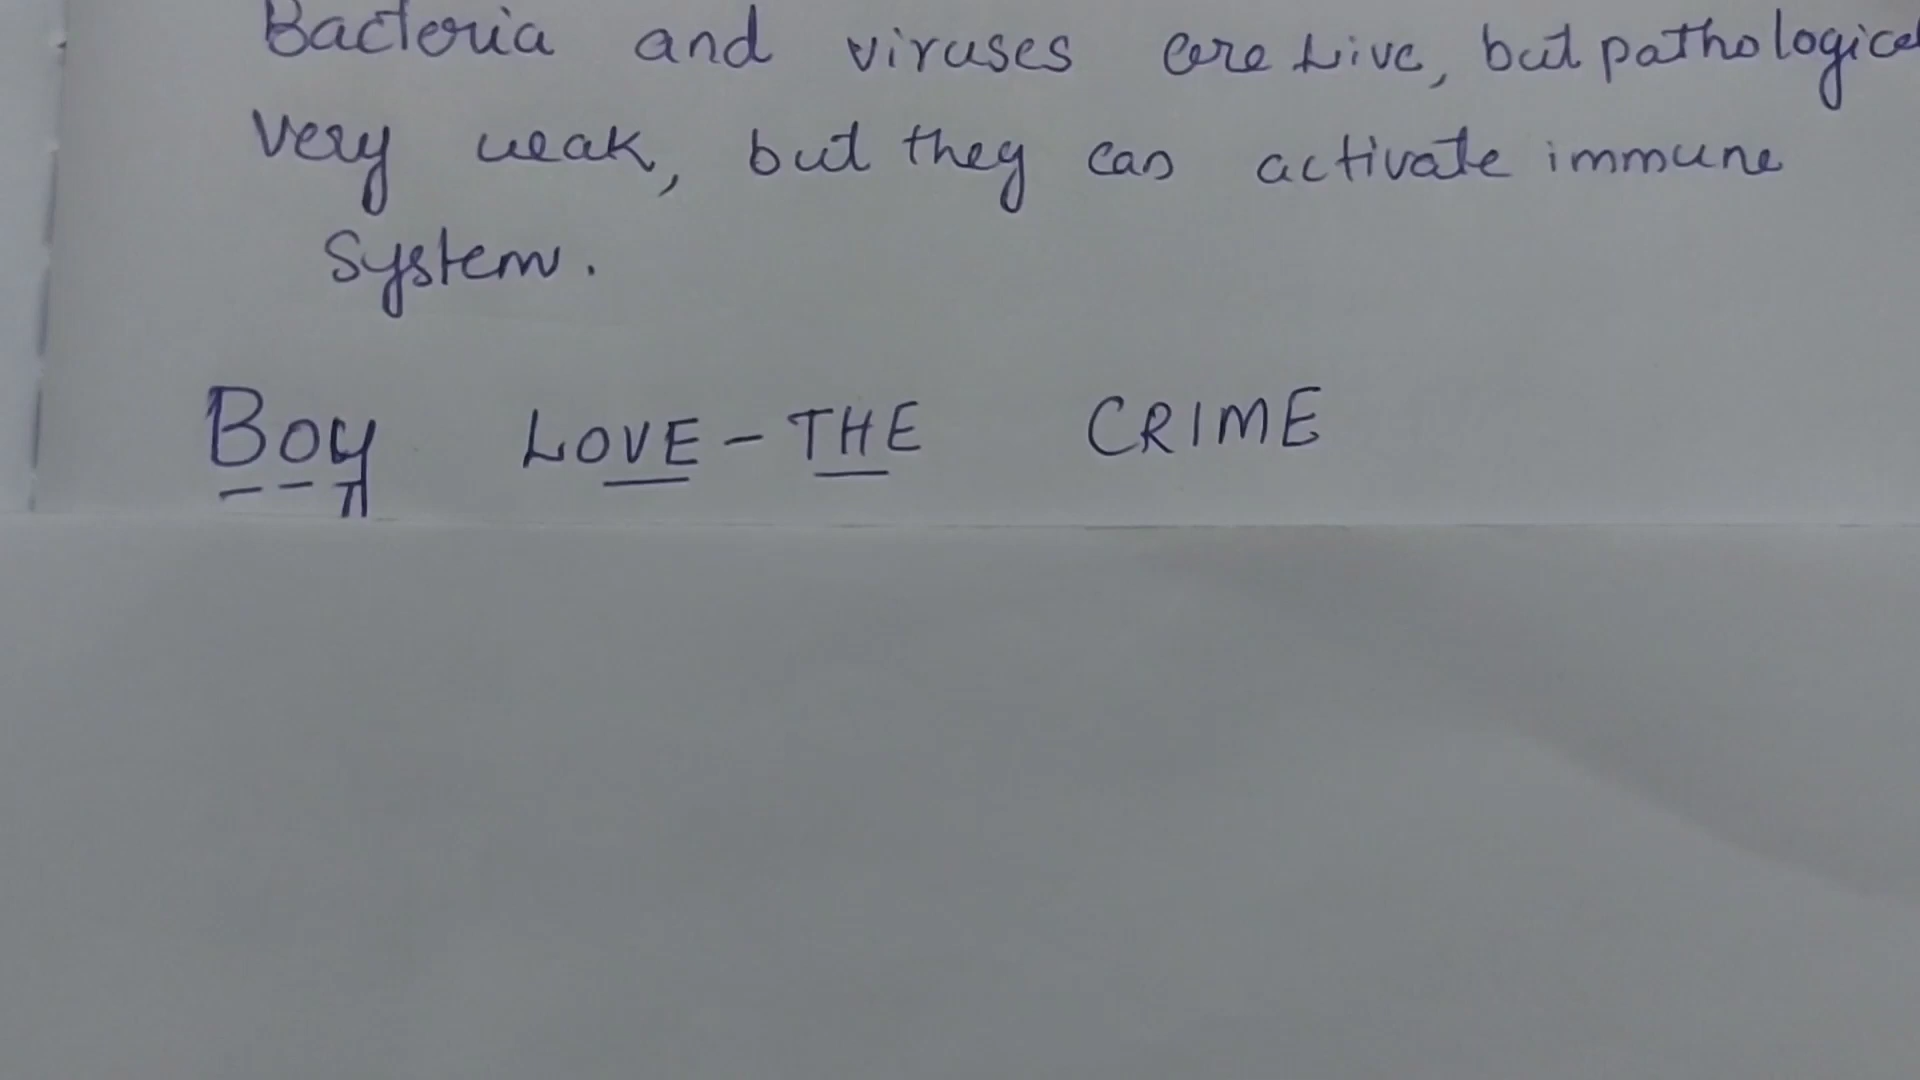 Bacteria and viruses are Live, but pathological
very weak, but they can activate immune
System.
BOY LOVE - THE CRIME